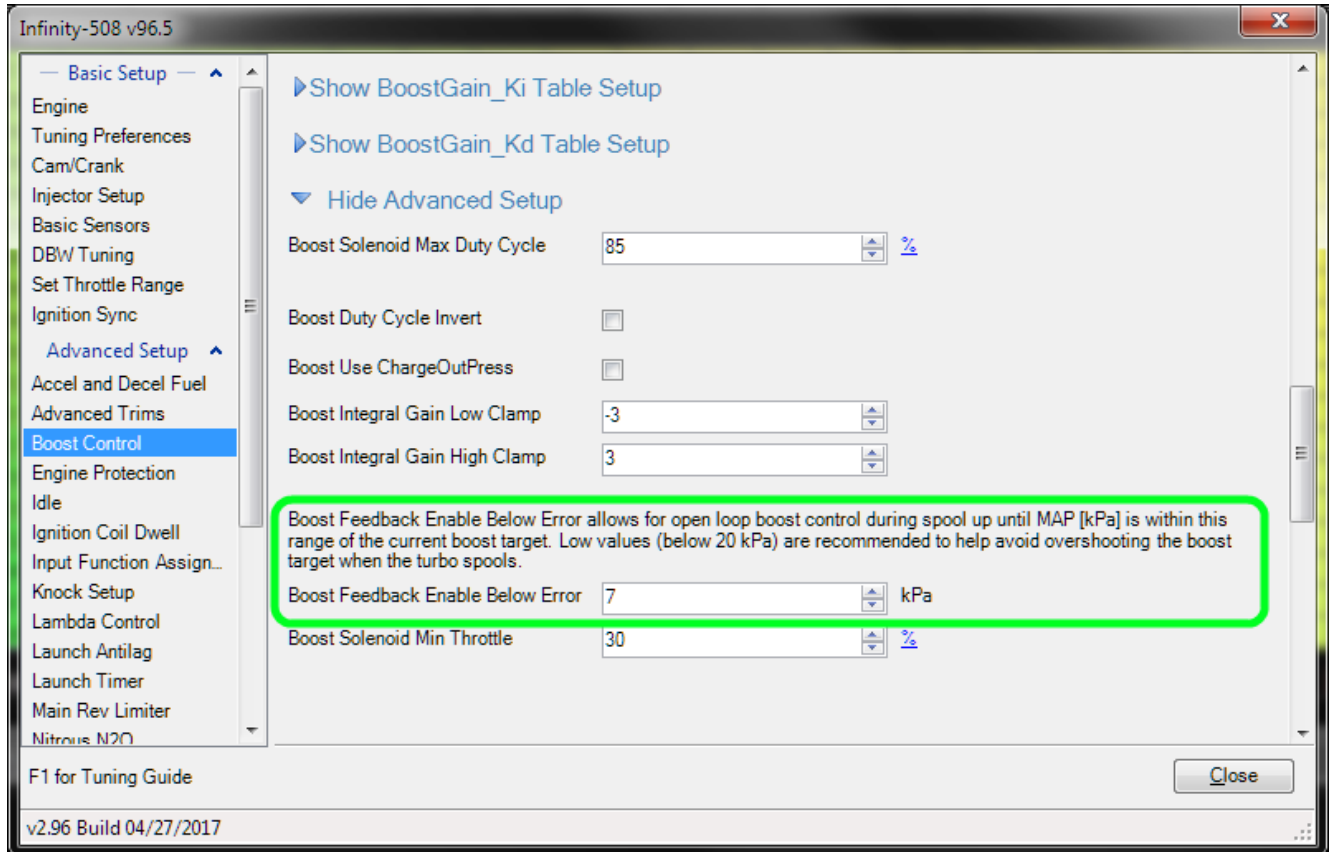 Infinity-508 v96.5
Basic Setup
Engine
Tuning Preferences
Cam/Crank
Injector Setup
Basic Sensors
DBW Tuning
Set Throttle Range
Ignition Sync
Advanced Setup
Accel and Decel Fuel
Advanced Trims
Boost Control
Engine Protection
Idle
Ignition Coil Dwell
Input Function Assign...
Knock Setup
Lambda Control
Launch Antilag
Launch Timer
Main Rev Limiter
Nitrous N2O
Show BoostGain_Ki Table Setup
Show BoostGain_Kd Table Setup
Hide Advanced Setup
Boost Solenoid Max Duty Cycle 85 %
Boost Duty Cycle Invert
Boost Use ChargeOutPress
Boost Integral Gain Low Clamp -3
Boost Integral Gain High Clamp 3
Boost Feedback Enable Below Error allows for open loop boost control during spool up until MAP [kPa] is within this
range of the current boost target. Low values (below 20 kPa) are recommended to help avoid overshooting the boost
target when the turbo spools.
Boost Feedback Enable Below Error 7 kPa
Boost Solenoid Min Throttle 30 %
F1 for Tuning Guide
Close
v2.96 Build 04/27/2017